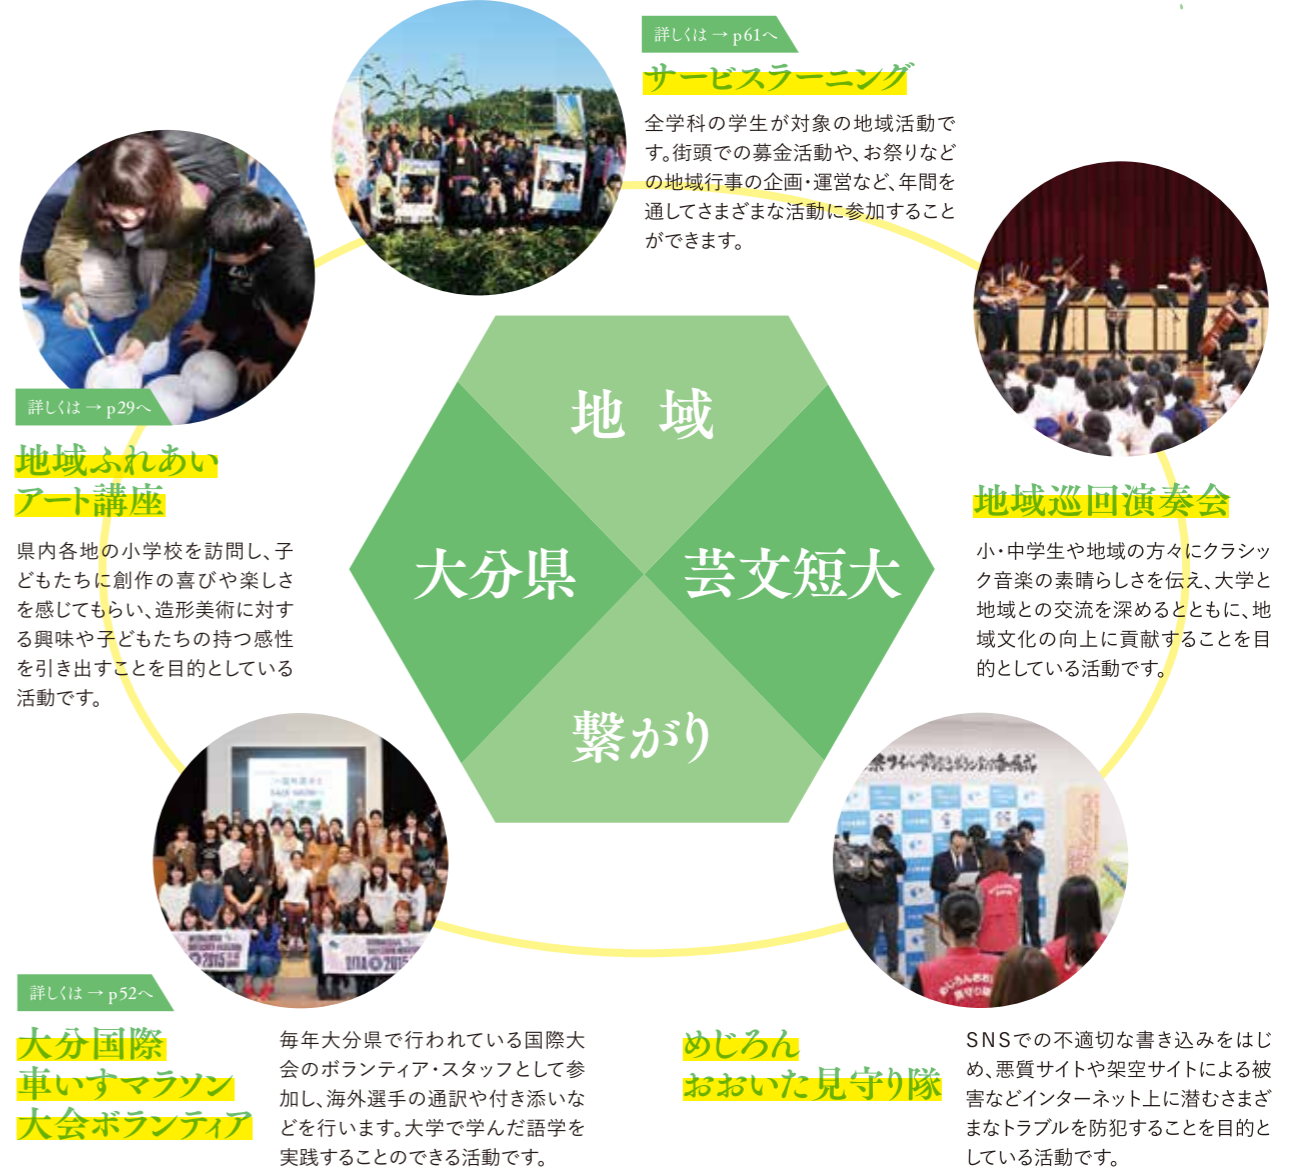 詳しくは → p61へ
サービスラーニング
全学科の学生が対象の地域活動で
す。街頭での募金活動や、お祭りなど
の地域行事の企画・運営など、年間を
通してさまざまな活動に参加すること
ができます。
詳しくは → p29へ
地域ふれあい
アート講座
県内各地の小学校を訪問し、子
どもたちに創作の喜びや楽しさ
を感じてもらい、造形美術に対す
る興味や子どもたちの持つ感性
を引き出すことを目的としている
活動です。
地域
大分県
芸文短大
繋がり
地域巡回演奏会
小・中学生や地域の方々にクラシッ
ク音楽の素晴らしさを伝え、大学と
地域との交流を深めるとともに、地
域文化の向上に貢献することを目
的としている活動です。
2015
2015
詳しくは → p52へ
大分国際
車いすマラソン
大会ボランティア
毎年大分県で行われている国際大
会のボランティア・スタッフとして参
加し、海外選手の通訳や付き添いな
どを行います。大学で学んだ語学を
実践することのできる活動です。
めじろん
おおいた見守り隊
SNSでの不適切な書き込みをはじ
め、悪質サイトや架空サイトによる被
害などインターネット上に潜むさまざ
まなトラブルを防犯することを目的と
している活動です。